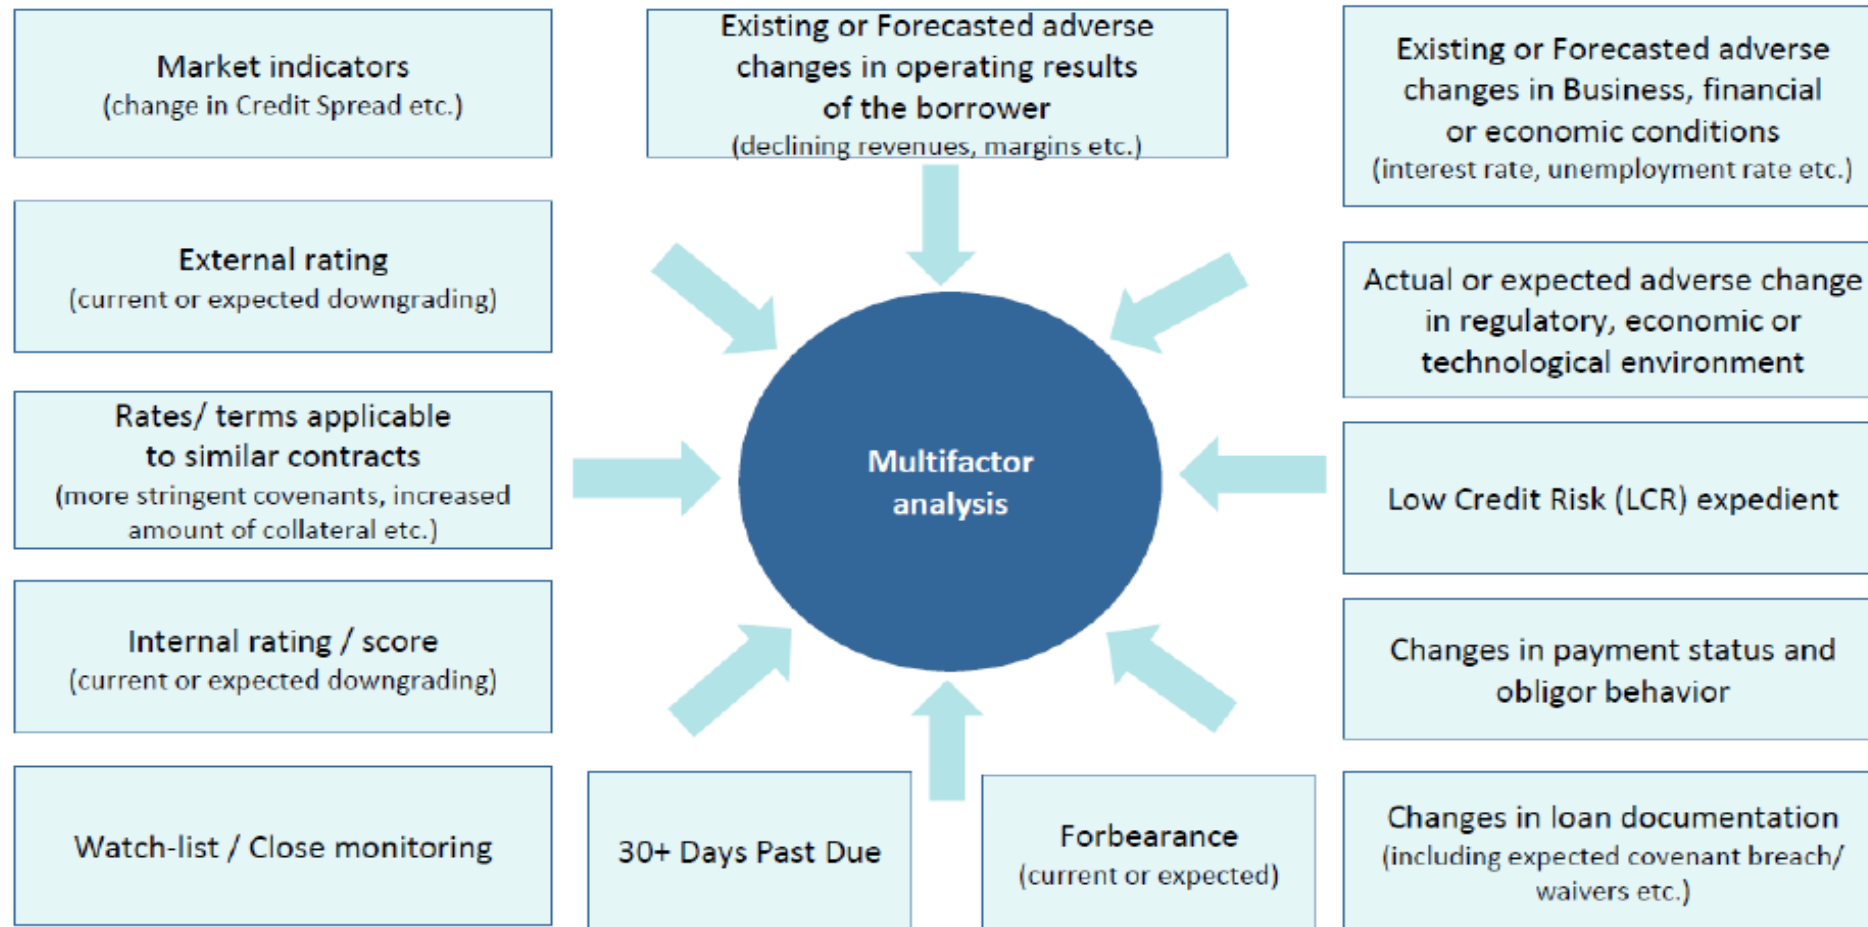 Market indicators
(change in Credit Spread etc.)
Existing or Forecasted adverse
changes in operating results
of the borrower
(declining revenues, margins etc.)
Existing or Forecasted adverse
changes in Business, financial
or economic conditions
(interest rate, unemployment rate etc.)
External rating
(current or expected downgrading)
Actual or expected adverse change
in regulatory, economic or
technological environment
Rates/ terms applicable
to similar contracts
(more stringent covenants, increased
amount of collateral etc.)
Multifactor
analysis
Low Credit Risk (LCR) expedient
Internal rating / score
(current or expected downgrading)
Changes in payment status and
obligor behavior
Watch-list / Close monitoring
30+ Days Past Due
Forbearance
(current or expected)
Changes in loan documentation
(including expected covenant breach/
waivers etc.)